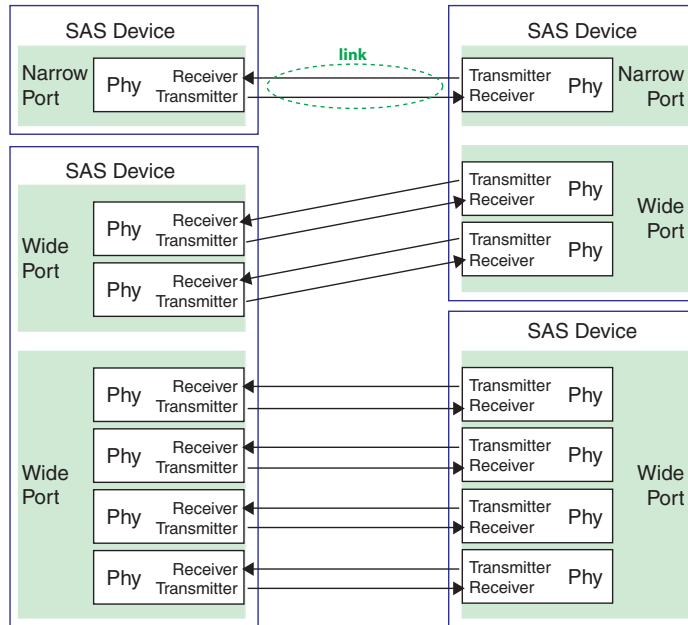 SAS Device
Narrow
Port
Phy
Receiver
Transmitter
link
SAS Device
Transmitter
Receiver
Phy
Narrow
Port
SAS Device
Wide
Port
Phy
Receiver
Transmitter
Phy
Receiver
Transmitter
Transmitter
Receiver
Phy
Transmitter
Receiver
Phy
Wide
Port
Wide
Port
Phy
Receiver
Transmitter
Phy
Receiver
Transmitter
Phy
Receiver
Transmitter
Phy
Receiver
Transmitter
SAS Device
Transmitter
Receiver
Phy
Transmitter
Receiver
Phy
Transmitter
Receiver
Phy
Transmitter
Receiver
Phy
Wide
Port